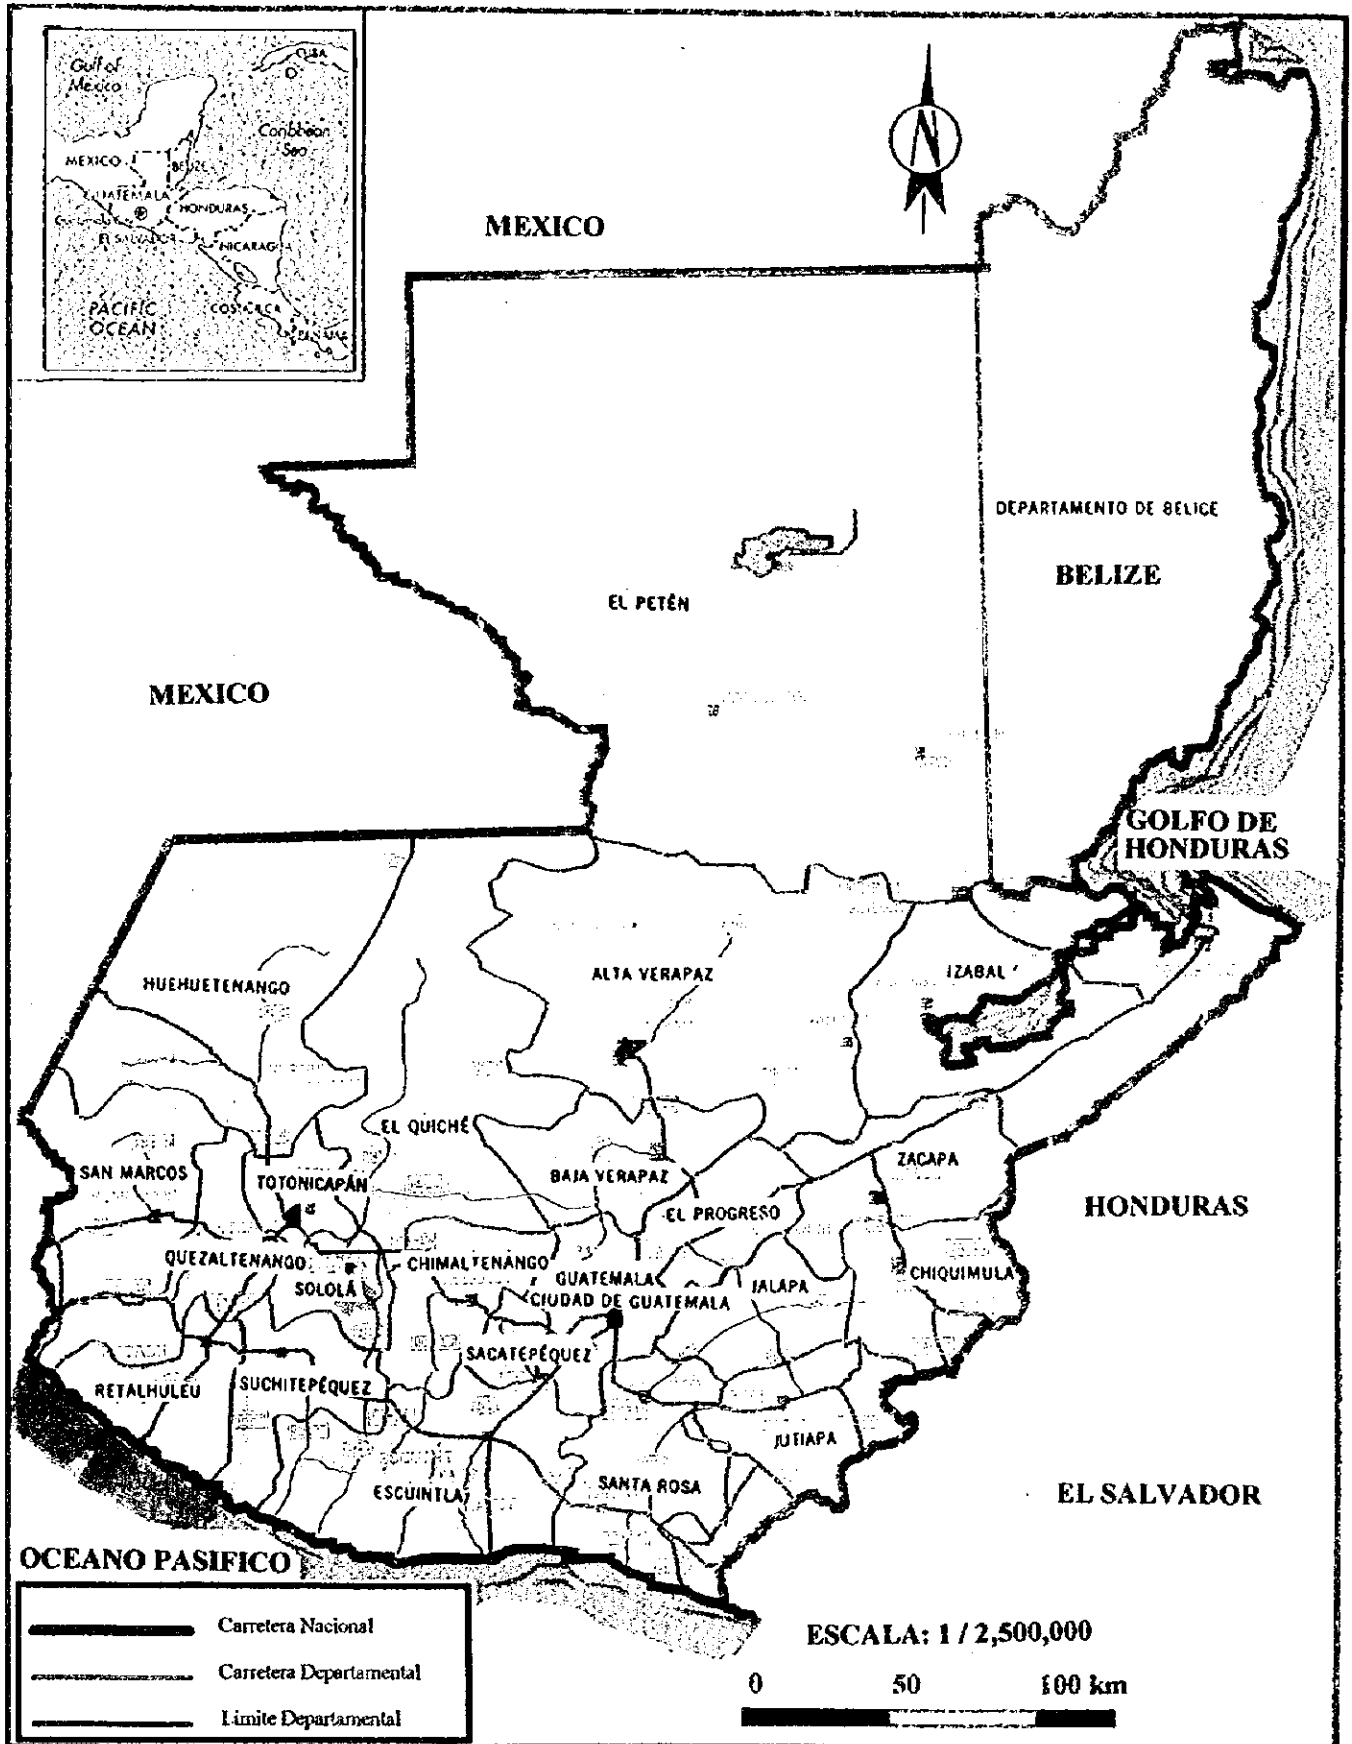 Gulf of
Mexico
CUBA
Caribbean
Sea
MEXICO
BELIZE
GUATEMALA
HONDURAS
EL SALVADOR
NICARAG
PACIFIC
OCEAN
COSTA RICA
PANAMA
N
MEXICO
DEPARTAMENTO DE BELICE
BELIZE
EL PETÉN
MEXICO
GOLFO DE
HONDURAS
HUEHUETENANGO
ALTA VERAPAZ
IZABAL
EL QUICHÉ
SAN MARCOS
TOTONICAPÁN
BAJA VERAPAZ
ZACAPA
EL PROGRESO
HONDURAS
QUEZALTENANGO
CHIMALTENANGO
SOLOLÁ
GUATEMALA
CIUDAD DE GUATEMALA
JALAPA
CHIQUIMULA
SACATEPÉQUEZ
RETALHULEU
SUCHITEPÉQUEZ
JUTIAPA
ESCUINTLA
SANTA ROSA
EL SALVADOR
OCEANO PASIFICO
Carretera Nacional
Carretera Departamental
Limite Departamental
ESCALA: 1 / 2,500,000
0 50 100 km